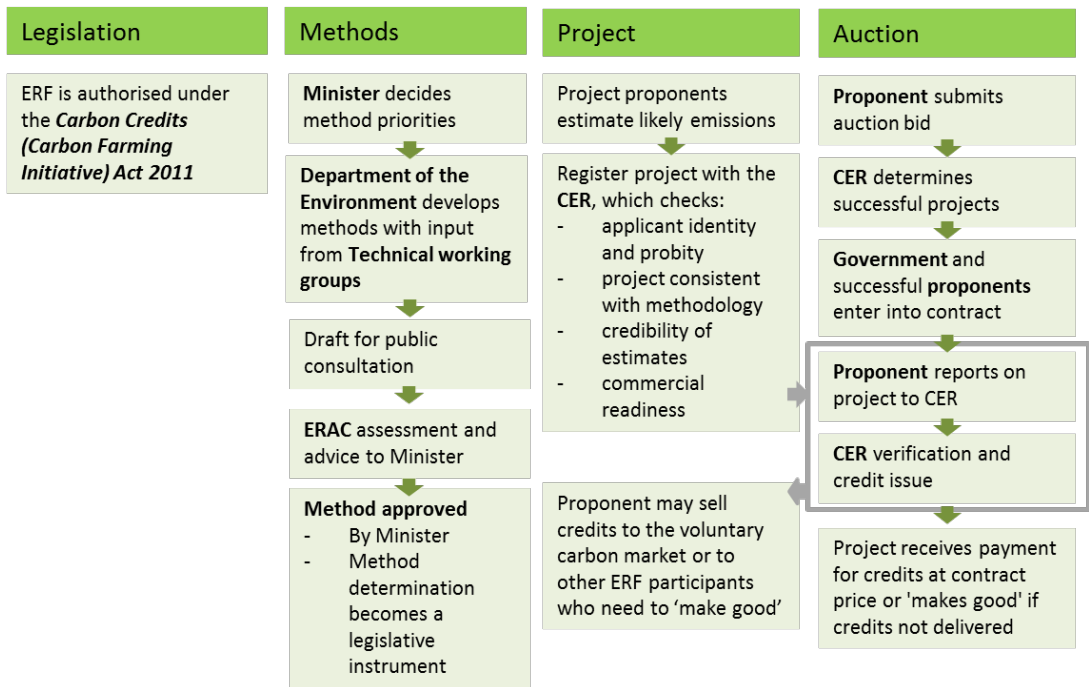 Legislation
ERF is authorised under
the Carbon Credits
(Carbon Farming
Initiative) Act 2011
Methods
Minister decides
method priorities
Department of the
Environment develops
methods with input
from Technical working
groups
Draft for public
consultation
ERAC assessment and
advice to Minister
Method approved
- By Minister
- Method
determination
becomes a
legislative
instrument
Project
Project proponents
estimate likely emissions
Register project with the
CER, which checks:
- applicant identity
and probity
- project consistent
with methodology
- credibility of
estimates
- commercial
readiness
Proponent may sell
credits to the voluntary
carbon market or to
other ERF participants
who need to ‘make good’
Auction
Proponent submits
auction bid
CER determines
successful projects
Government and
successful proponents
enter into contract
Proponent reports on
project to CER
CER verification and
credit issue
Project receives payment
for credits at contract
price or 'makes good' if
credits not delivered